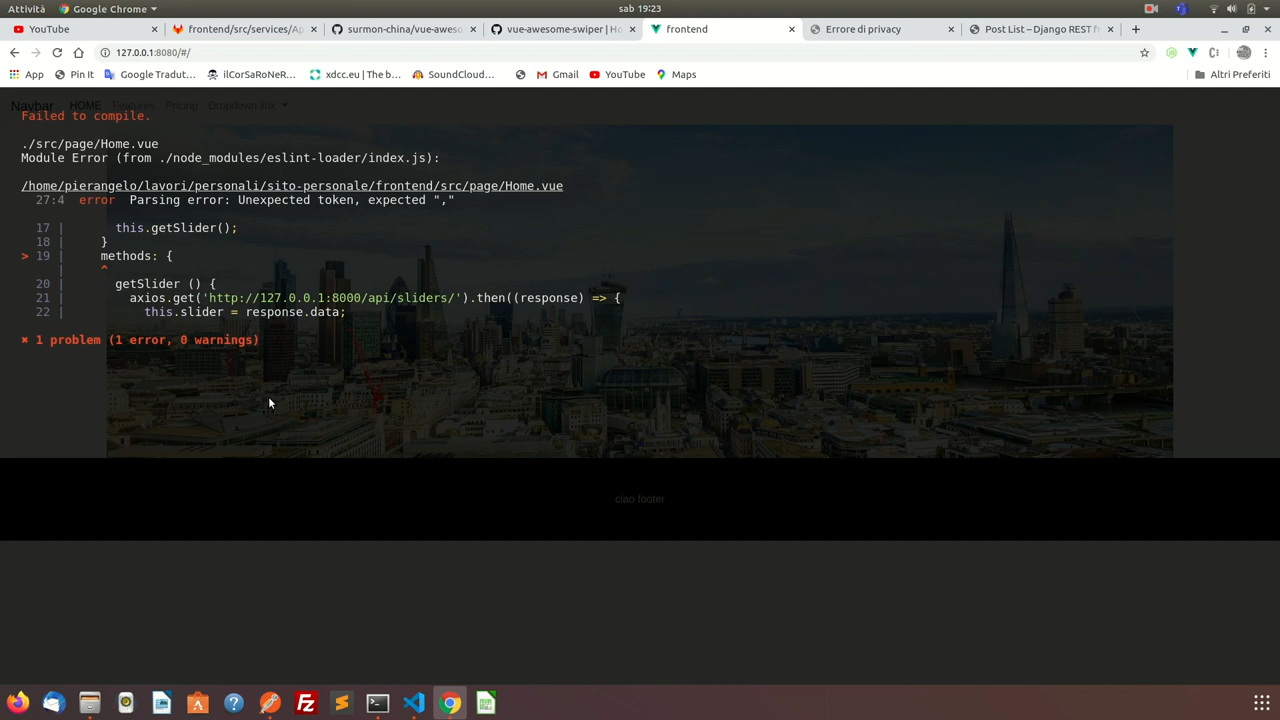 Attività
Google Chrome
sab 19:23
YouTube
frontend/src/services/Ap
surmon-china/vue-aweso
vue-awesome-swiper | Ho
frontend
Errore di privacy
Post List – Django REST f
127.0.0.1:8080/#/
App
Pin It
Google Tradut...
ilCorSaRoNeR...
xdcc.eu | The b...
SoundCloud...
Gmail
YouTube
Maps
Altri Preferiti
Navbar HOME Features Pricing Dropdown link
Failed to compile.
./src/page/Home.vue
Module Error (from ./node_modules/eslint-loader/index.js):
/home/pierangelo/lavori/personali/sito-personale/frontend/src/page/Home.vue
27:4 error Parsing error: Unexpected token, expected ","
17 | this.getSlider();
18 | }
> 19 | methods: {
| ^
20 | getSlider () {
21 | axios.get('http://127.0.0.1:8000/api/sliders/').then((response) => {
22 | this.slider = response.data;
✖ 1 problem (1 error, 0 warnings)
ciao footer